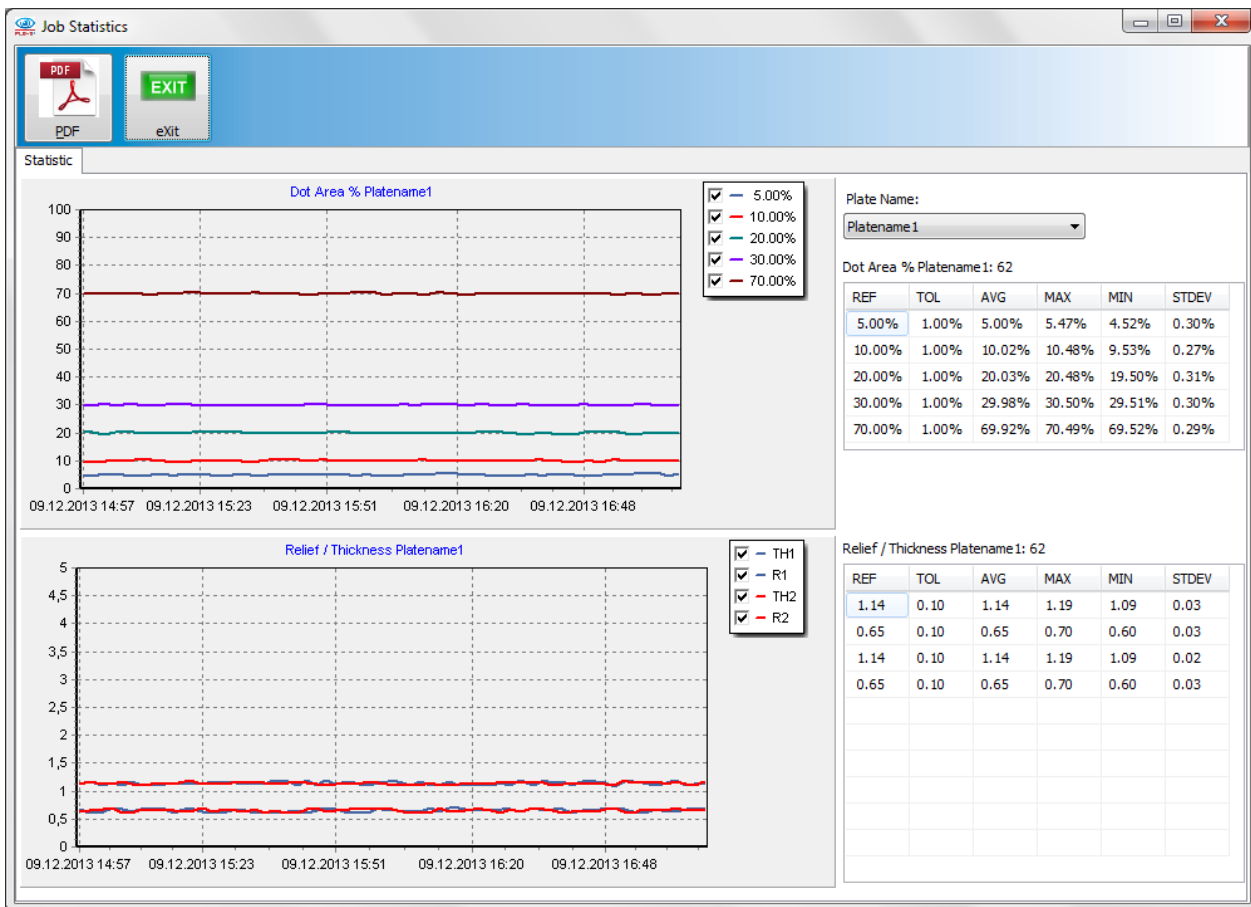 Job Statistics
PDF
PDF
EXIT
eXit
Statistic
Dot Area % Platename1
100
90
80
70
60
50
40
30
20
10
0
09.12.2013 14:57 09.12.2013 15:23 09.12.2013 15:51 09.12.2013 16:20 09.12.2013 16:48
5.00%
10.00%
20.00%
30.00%
70.00%
Plate Name:
Platename1
Dot Area % Platename1: 62
REF TOL AVG MAX MIN STDEV
5.00% 1.00% 5.00% 5.47% 4.52% 0.30%
10.00% 1.00% 10.02% 10.48% 9.53% 0.27%
20.00% 1.00% 20.03% 20.48% 19.50% 0.31%
30.00% 1.00% 29.98% 30.50% 29.51% 0.30%
70.00% 1.00% 69.92% 70.49% 69.52% 0.29%
Relief / Thickness Platename1
5
4,5
4
3,5
3
2,5
2
1,5
1
0,5
0
09.12.2013 14:57 09.12.2013 15:23 09.12.2013 15:51 09.12.2013 16:20 09.12.2013 16:48
TH1
R1
TH2
R2
Relief / Thickness Platename1: 62
REF TOL AVG MAX MIN STDEV
1.14 0.10 1.14 1.19 1.09 0.03
0.65 0.10 0.65 0.70 0.60 0.03
1.14 0.10 1.14 1.19 1.09 0.02
0.65 0.10 0.65 0.70 0.60 0.03